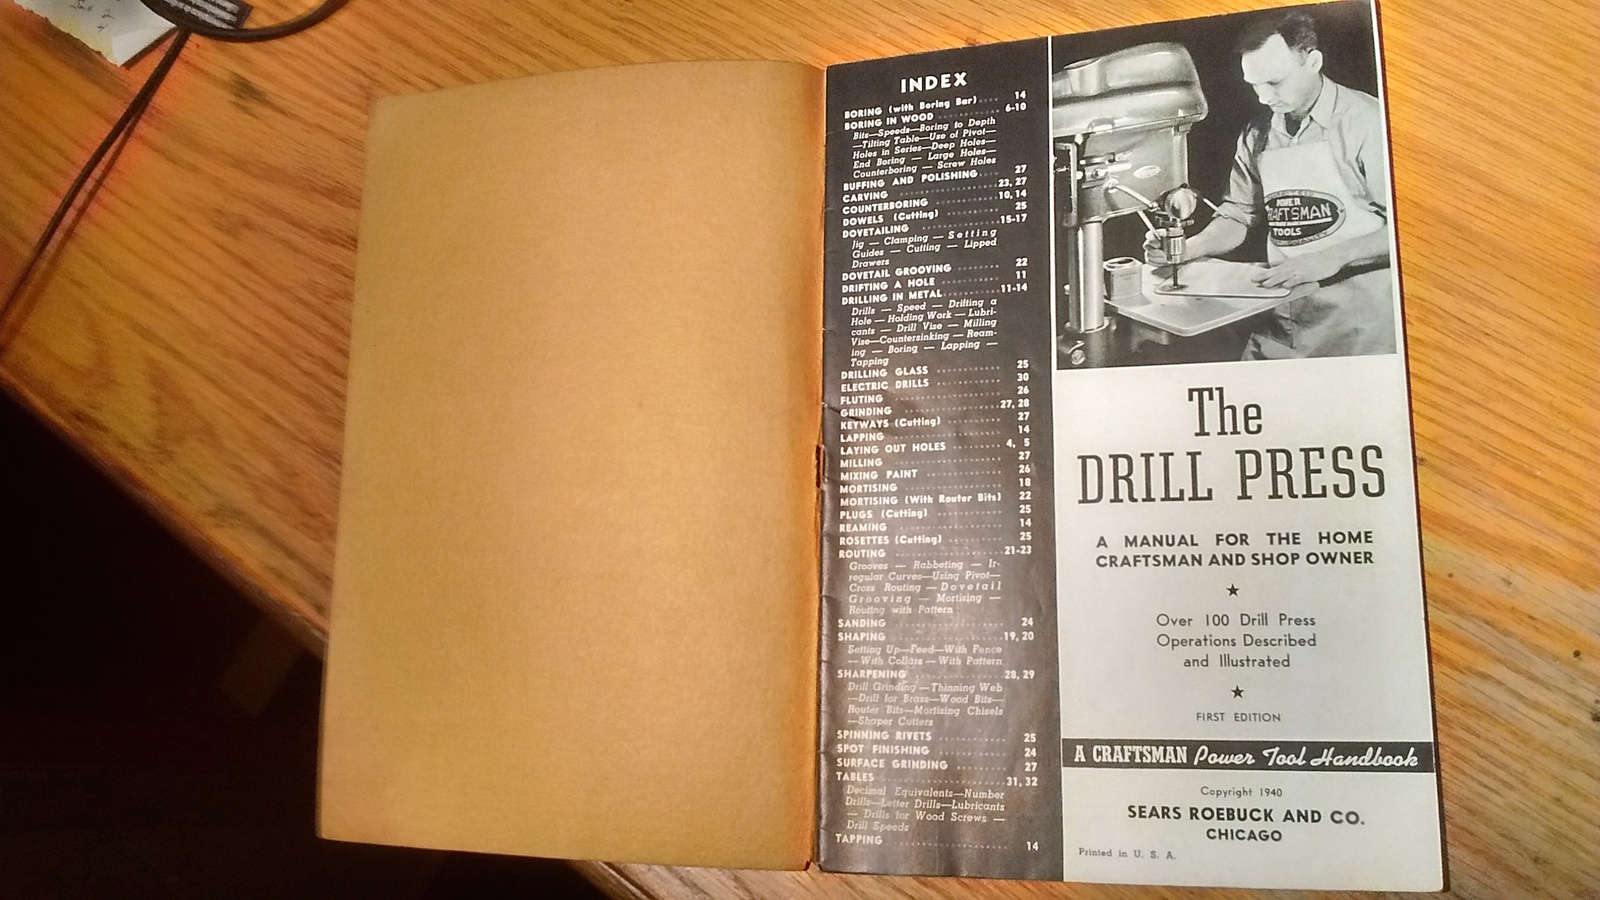 INDEX
BORING (with Boring Bar) 14
BORING IN WOOD 6-10
Bits—Speeds—Boring to Depth
—Tilting Table—Use of Pivot—
Holes in Series—Deep Holes—
End Boring — Large Holes—
Counterboring — Screw Holes
BUFFING AND POLISHING 27
CARVING 23, 27
COUNTERBORING 10, 14
DOWELS (Cutting) 25
DOVETAILING 15-17
Jig — Clamping — Setting
Guides — Cutting — Lipped
Drawers
DOVETAIL GROOVING 22
DRIFTING A HOLE 11
DRILLING IN METAL 11-14
Drills — Speed — Drifting a
Hole — Holding Work — Lubri-
cants — Drill Vise — Milling
Vise—Countersinking — Ream-
ing — Boring — Lapping —
Tapping
DRILLING GLASS 25
ELECTRIC DRILLS 30
FLUTING 26
GRINDING 27, 28
KEYWAYS (Cutting) 27
LAPPING 14
LAYING OUT HOLES 4, 5
MILLING 27
MIXING PAINT 26
MORTISING 18
MORTISING (With Router Bits) 22
PLUGS (Cutting) 25
REAMING 14
ROSETTES (Cutting) 25
ROUTING 21-23
Grooves — Rabbeting — Ir-
regular Curves—Using Pivot—
Cross Routing — Dovetail
Grooving — Mortising —
Routing with Pattern
SANDING 24
SHAPING 19, 20
Setting Up—Feed—With Fence
—With Collars — With Pattern
SHARPENING 28, 29
Drill Grinding — Thinning Web
—Drill for Brass—Wood Bits—
Router Bits—Mortising Chisels
—Shaper Cutters
SPINNING RIVETS 25
SPOT FINISHING 24
SURFACE GRINDING 27
TABLES 31, 32
Decimal Equivalents—Number
Drills—Letter Drills—Lubricants
— Drills for Wood Screws —
Drill Speeds
TAPPING 14
CRAFTSMAN
TOOLS
The
DRILL PRESS
A MANUAL FOR THE HOME
CRAFTSMAN AND SHOP OWNER
★
Over 100 Drill Press
Operations Described
and Illustrated
★
FIRST EDITION
A CRAFTSMAN Power Tool Handbook
Copyright 1940
SEARS ROEBUCK AND CO.
CHICAGO
Printed in U. S. A.